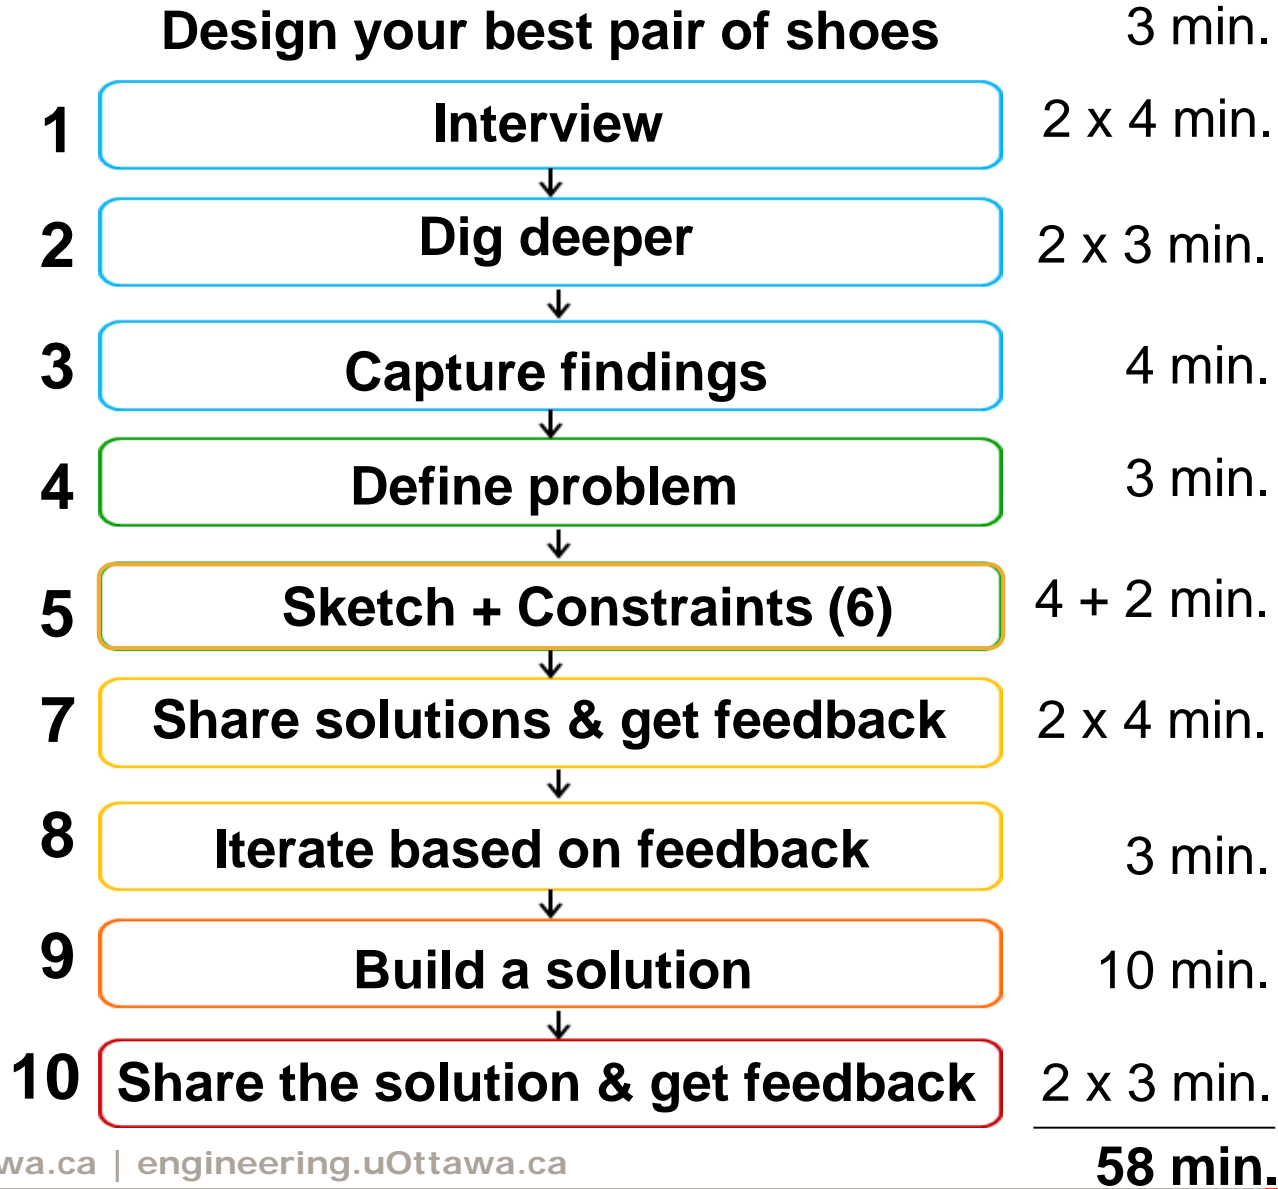 Design your best pair of shoes 3 min.
1 Interview 2 x 4 min.
2 Dig deeper 2 x 3 min.
3 Capture findings 4 min.
4 Define problem 3 min.
5 Sketch + Constraints (6) 4 + 2 min.
7 Share solutions & get feedback 2 x 4 min.
8 Iterate based on feedback 3 min.
9 Build a solution 10 min.
10 Share the solution & get feedback 2 x 3 min.
wa.ca | engineering.uOttawa.ca 58 min.